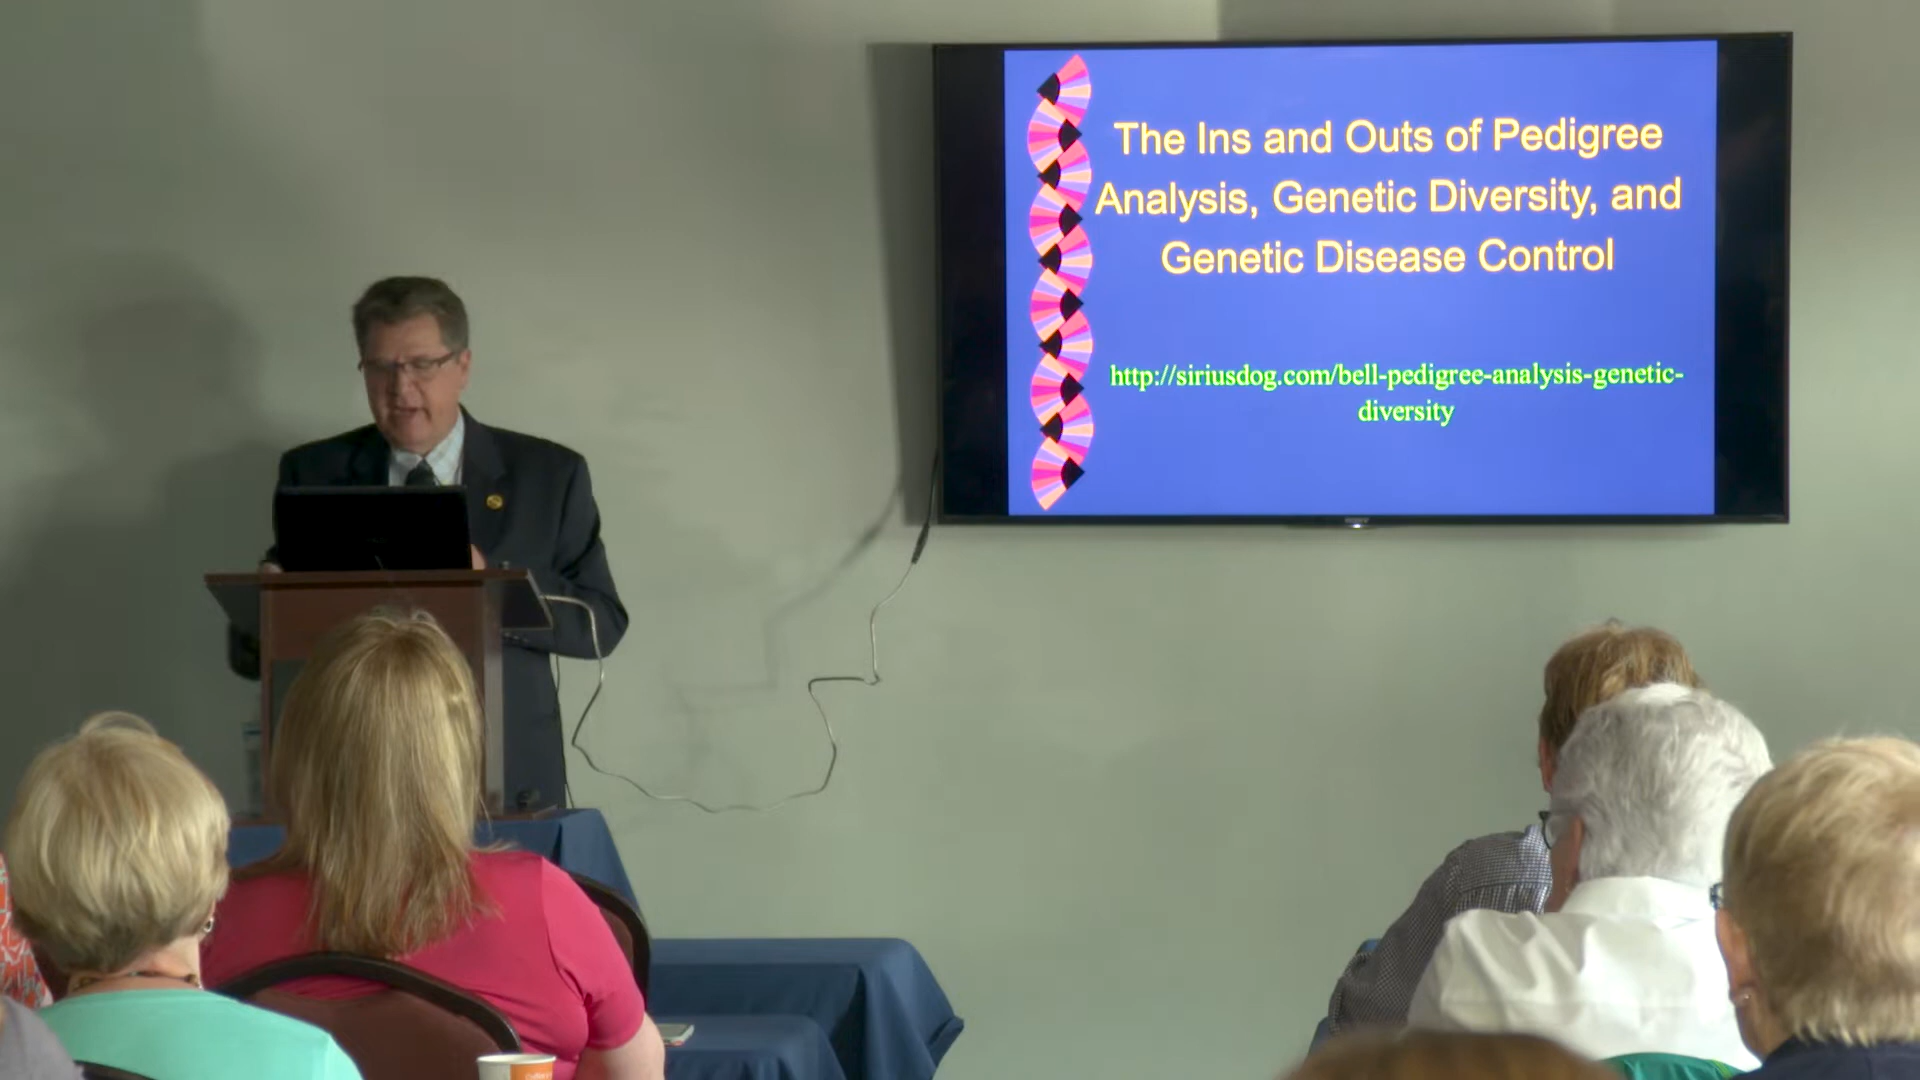 The Ins and Outs of Pedigree
Analysis, Genetic Diversity, and
Genetic Disease Control
http://siriusdog.com/bell-pedigree-analysis-genetic-
diversity